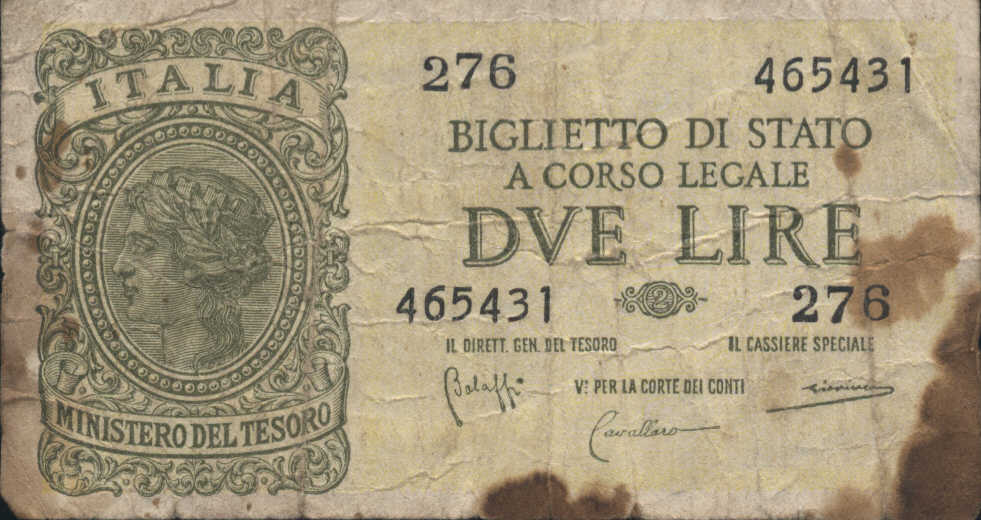 ITALIA
276 465431
BIGLIETTO DI STATO
A CORSO LEGALE
DVE LIRE
465431 2 276
IL DIRETT. GEN. DEL TESORO IL CASSIERE SPECIALE
Bolaffi
V.º PER LA CORTE DEI CONTI
Cavallaro
MINISTERO DEL TESORO